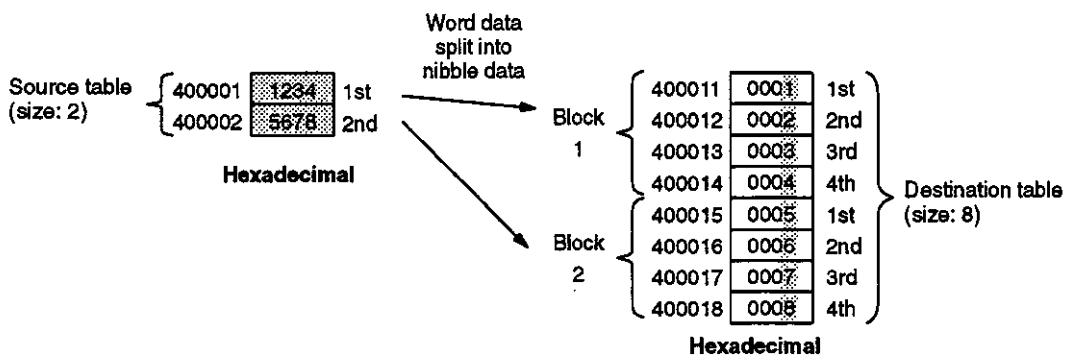 Word data
split into
nibble data
Source table
(size: 2)
400001 1234 1st
400002 5678 2nd
Hexadecimal
Block
1
Block
2
400011 0001 1st
400012 0002 2nd
400013 0003 3rd
400014 0004 4th
400015 0005 1st
400016 0006 2nd
400017 0007 3rd
400018 0008 4th
Destination table
(size: 8)
Hexadecimal